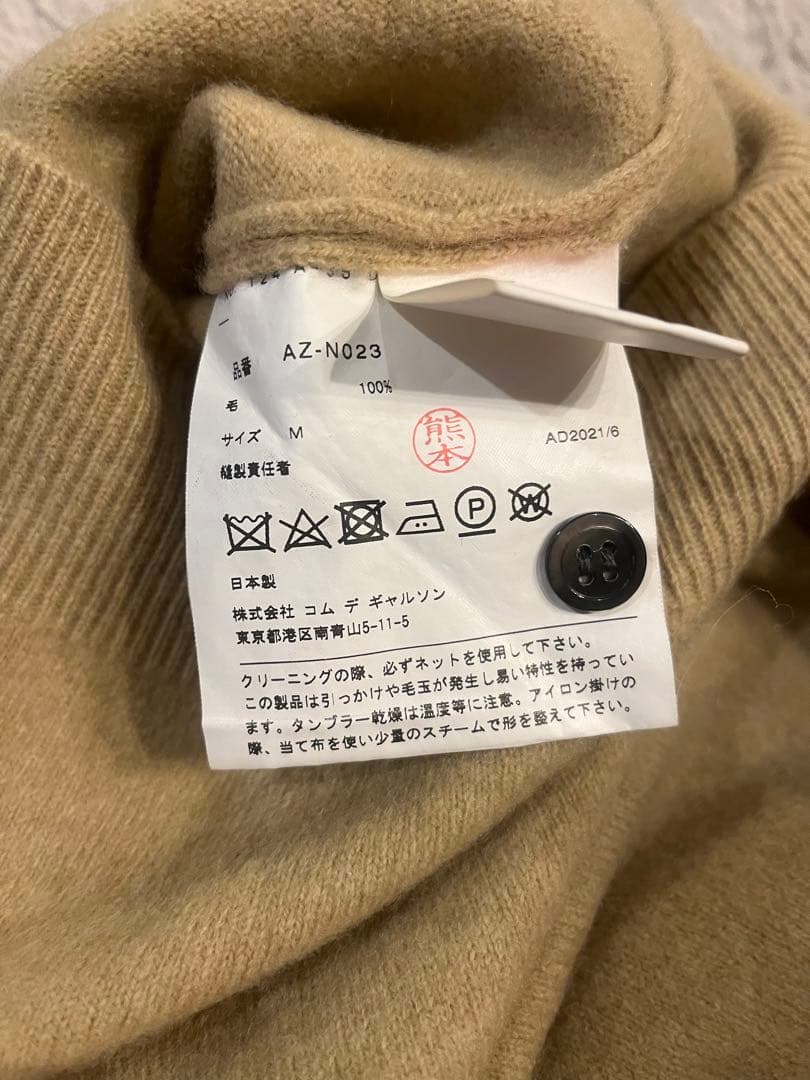 品番 AZ-N023
毛 100%
サイズ M
熊本
AD2021/6
縫製責任者
P W
日本製
株式会社 コム デ ギャルソン
東京都港区南青山5-11-5
クリーニングの際、必ずネットを使用して下さい。
この製品は引っかけや毛玉が発生し易い特性を持ってい
ます。タンブラー乾燥は温度等に注意。アイロン掛けの
際、当て布を使い少量のスチームで形を整えて下さい。